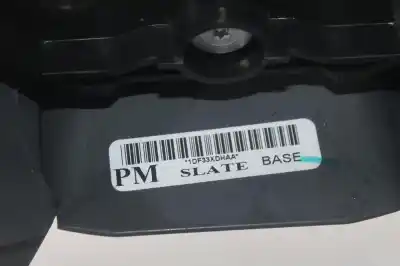 *1DF33XDHAA*
PM SLATE BASE